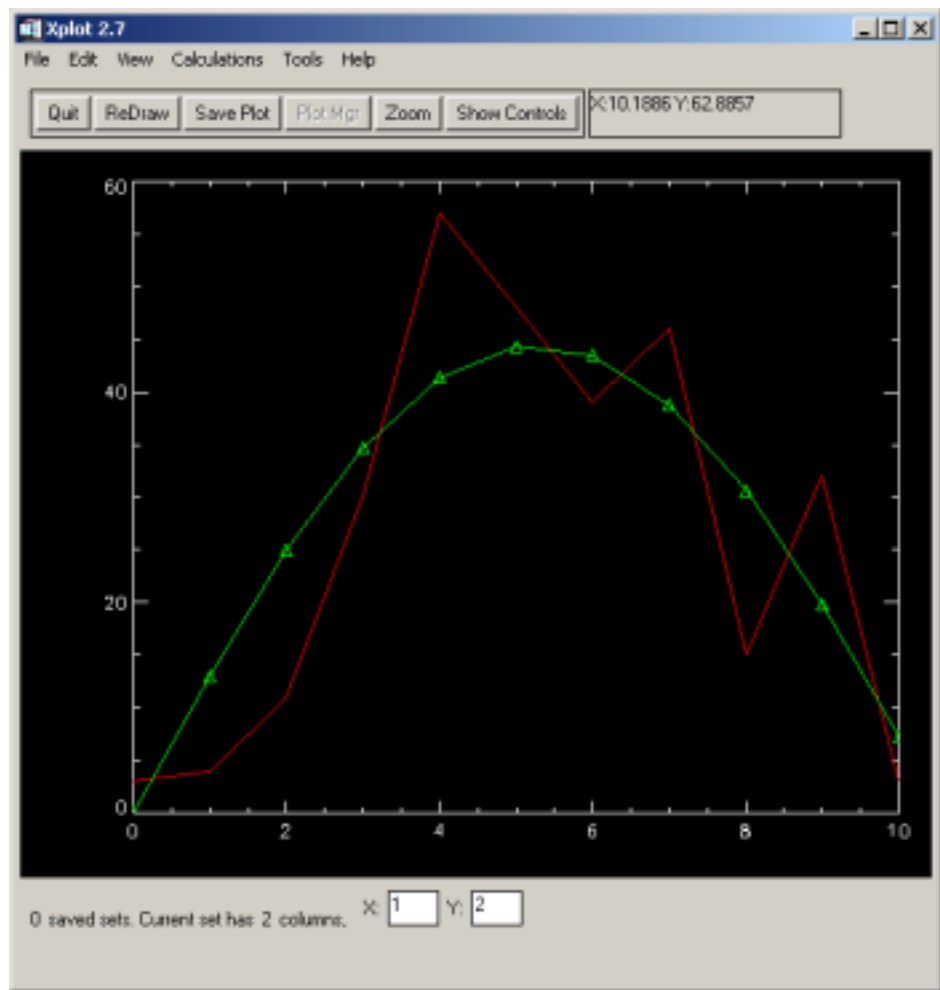 Xplot 2.7
File Edit View Calculations Tools Help
Quit ReDraw Save Plot Plot Mgr Zoom Show Controls X:10.1886 Y:62.8857
60
40
20
0
0 2 4 6 8 10
0 saved sets. Current set has 2 columns. X: 1 Y: 2